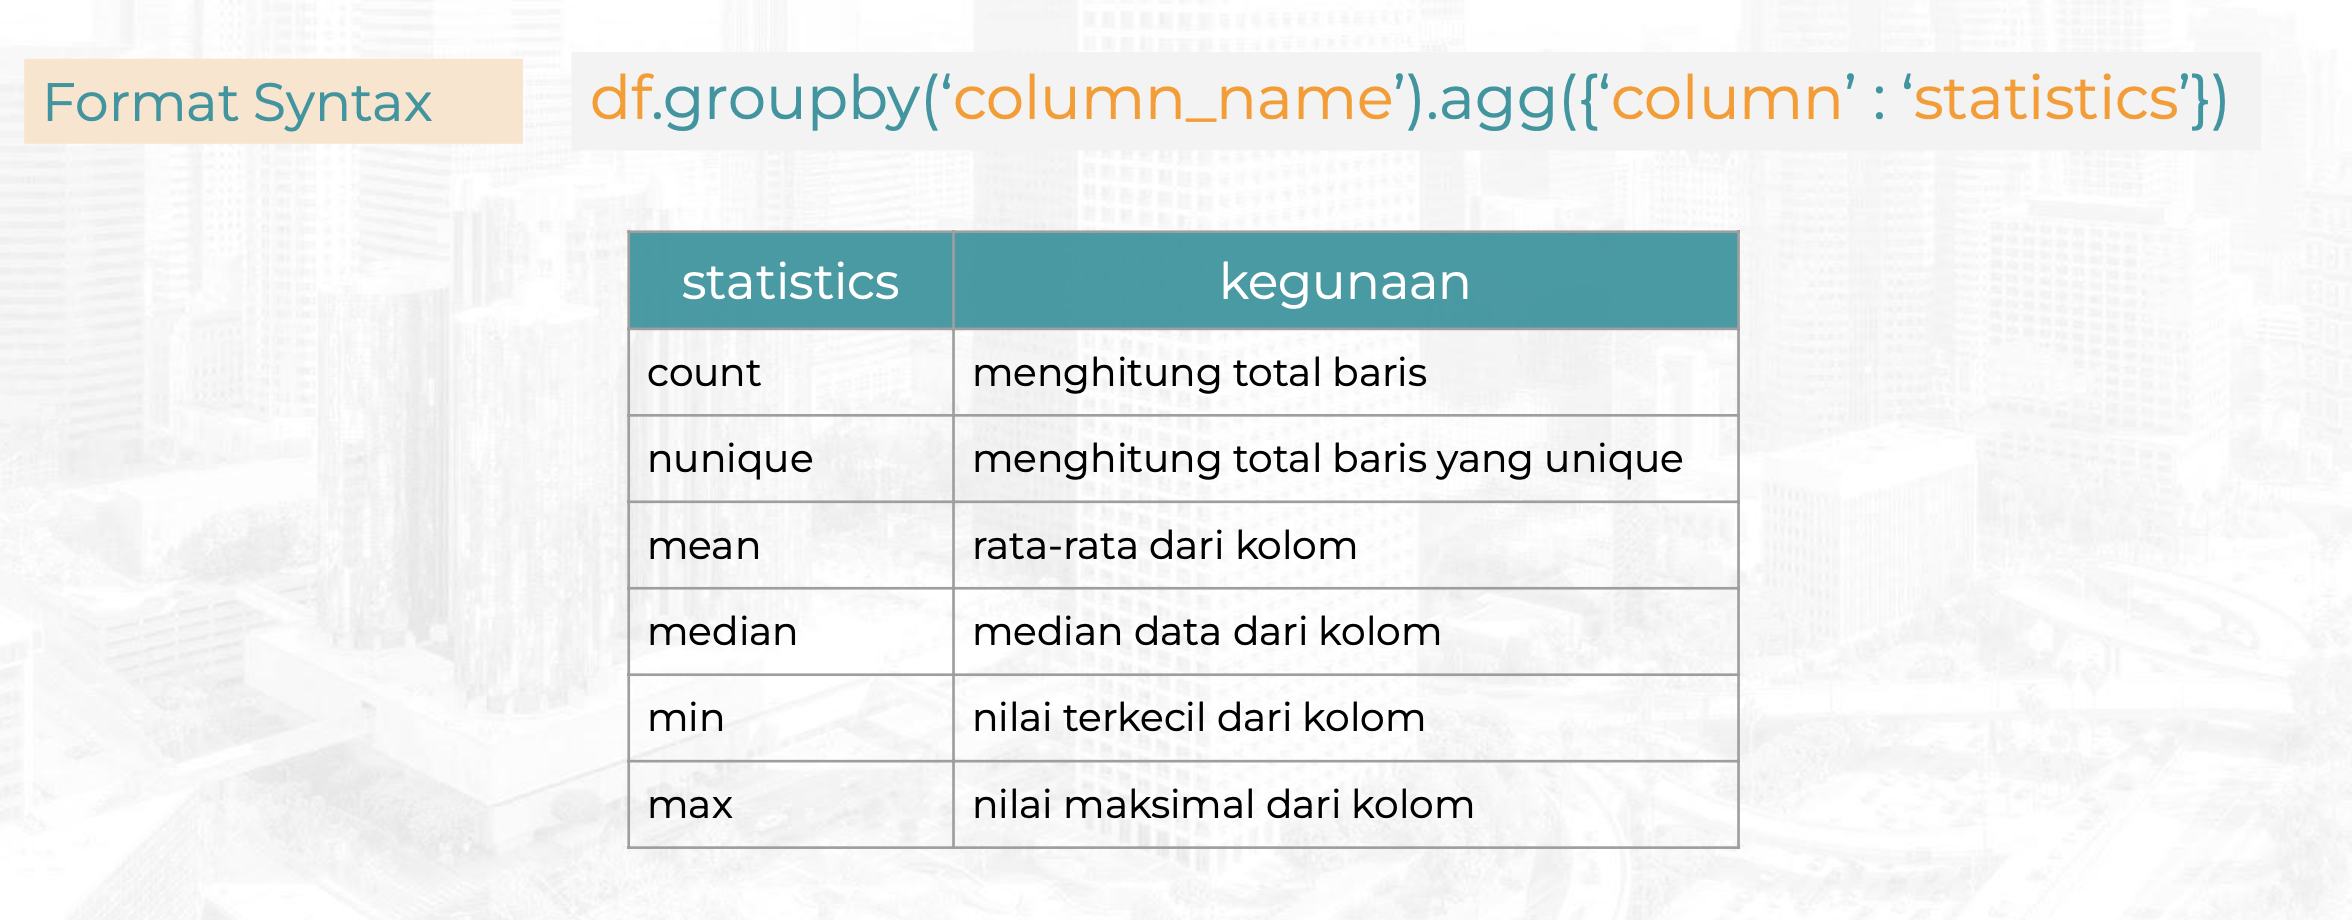 Format Syntax
df.groupby(‘column_name’).agg({‘column’ : ‘statistics’})
statistics kegunaan
count menghitung total baris
nunique menghitung total baris yang unique
mean rata-rata dari kolom
median median data dari kolom
min nilai terkecil dari kolom
max nilai maksimal dari kolom